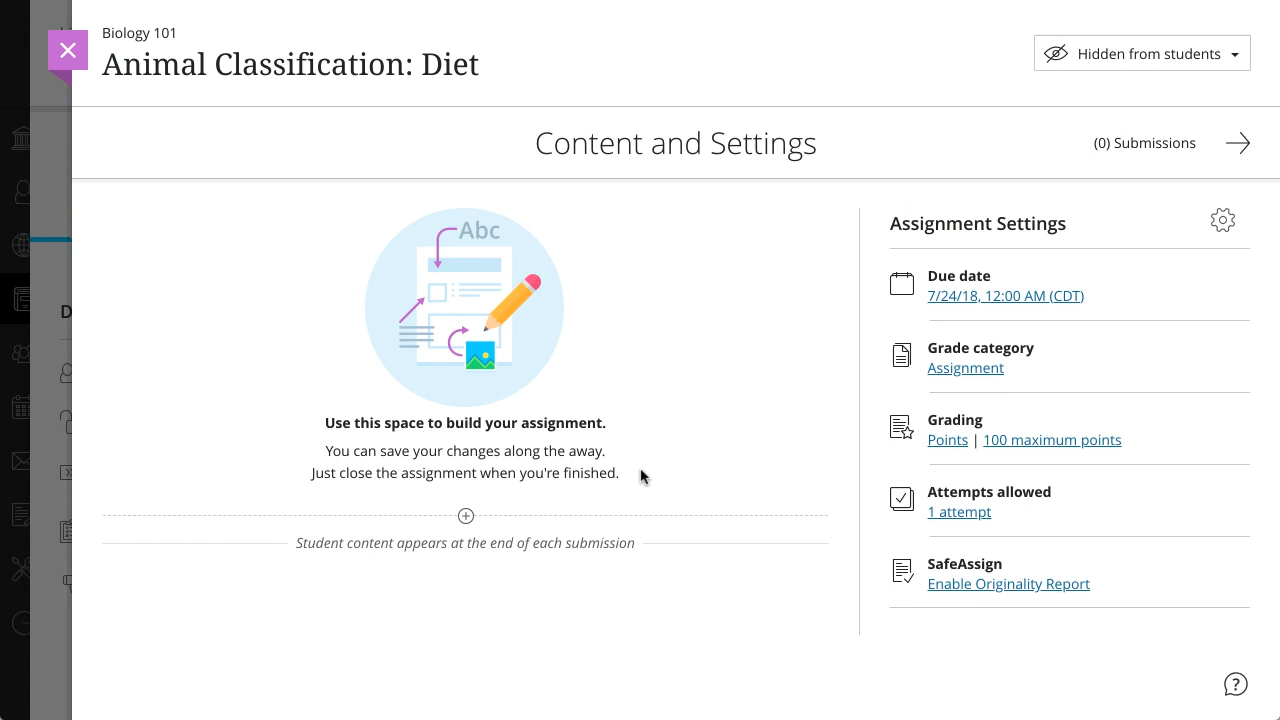 Biology 101
Animal Classification: Diet
Hidden from students
Content and Settings
(0) Submissions
Abc
Use this space to build your assignment.
You can save your changes along the away.
Just close the assignment when you're finished.
Student content appears at the end of each submission
Assignment Settings
Due date
7/24/18, 12:00 AM (CDT)
Grade category
Assignment
Grading
Points | 100 maximum points
Attempts allowed
1 attempt
SafeAssign
Enable Originality Report
D
?